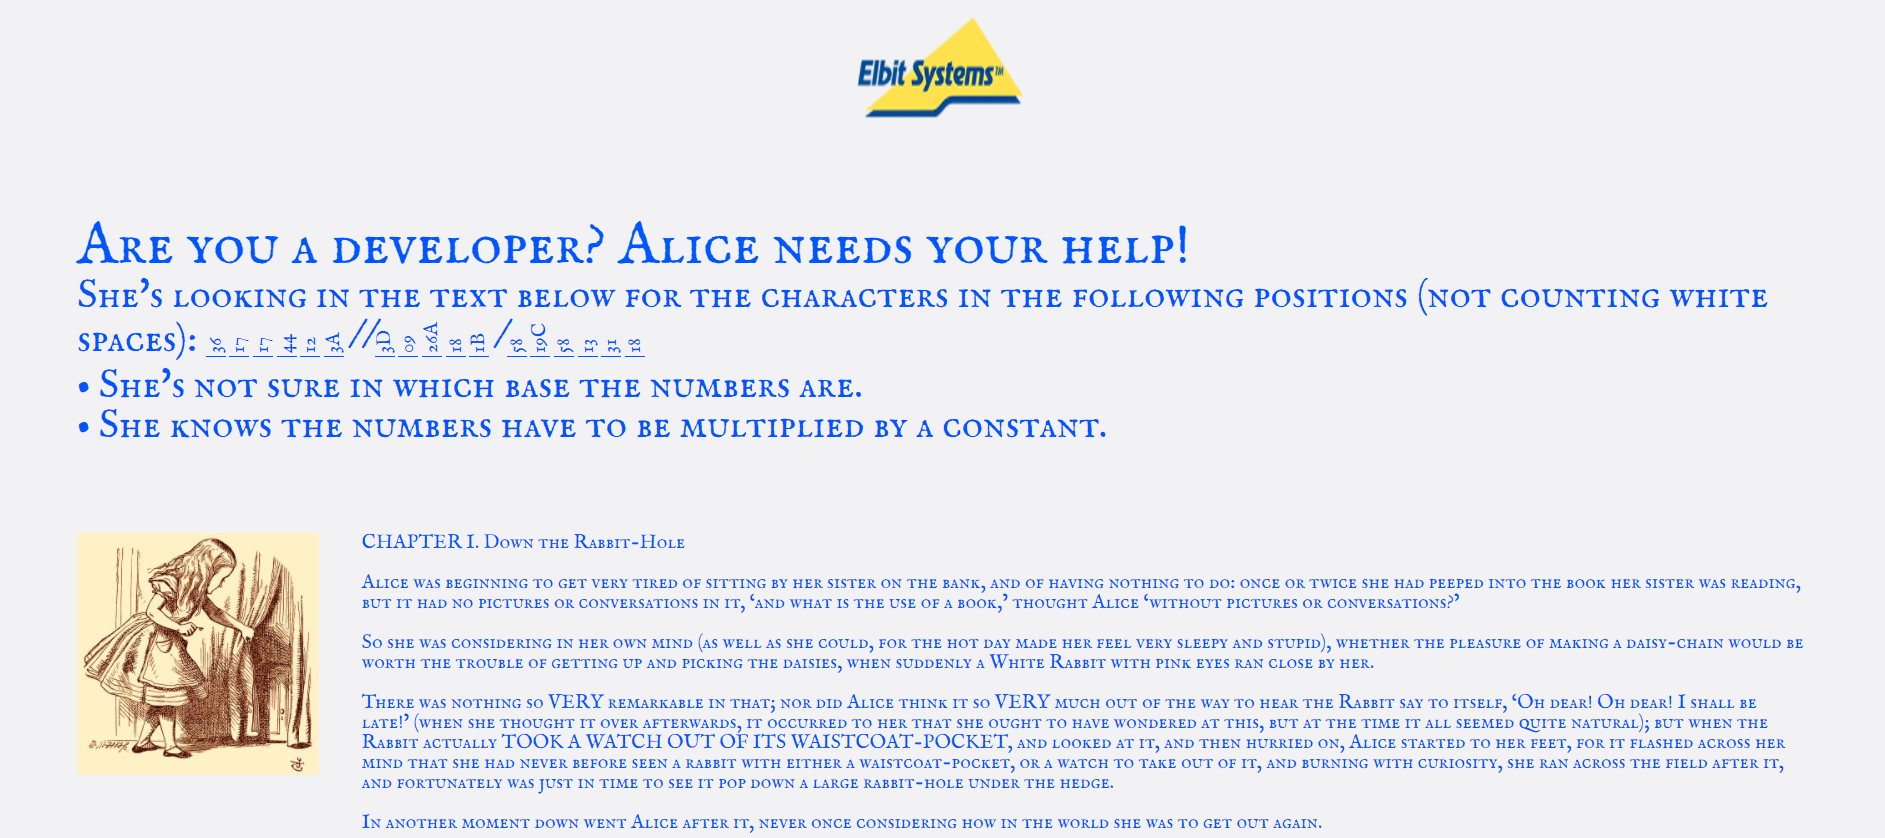 Elbit Systems™
Are you a developer? Alice needs your help!
She's looking in the text below for the characters in the following positions (not counting white
spaces): 36 17 17 44 12 3A //3D 09 26A 18 1B /58 19C 58 13 31 18
• She's not sure in which base the numbers are.
• She knows the numbers have to be multiplied by a constant.
CHAPTER I. Down the Rabbit-Hole
Alice was beginning to get very tired of sitting by her sister on the bank, and of having nothing to do: once or twice she had peeped into the book her sister was reading,
but it had no pictures or conversations in it, ‘and what is the use of a book,’ thought Alice ‘without pictures or conversations?’
So she was considering in her own mind (as well as she could, for the hot day made her feel very sleepy and stupid), whether the pleasure of making a daisy-chain would be
worth the trouble of getting up and picking the daisies, when suddenly a White Rabbit with pink eyes ran close by her.
There was nothing so VERY remarkable in that; nor did Alice think it so VERY much out of the way to hear the Rabbit say to itself, ‘Oh dear! Oh dear! I shall be
late!’ (when she thought it over afterwards, it occurred to her that she ought to have wondered at this, but at the time it all seemed quite natural); but when the
Rabbit actually TOOK A WATCH OUT OF ITS WAISTCOAT-POCKET, and looked at it, and then hurried on, Alice started to her feet, for it flashed across her
mind that she had never before seen a rabbit with either a waistcoat-pocket, or a watch to take out of it, and burning with curiosity, she ran across the field after it,
and fortunately was just in time to see it pop down a large rabbit-hole under the hedge.
In another moment down went Alice after it, never once considering how in the world she was to get out again.